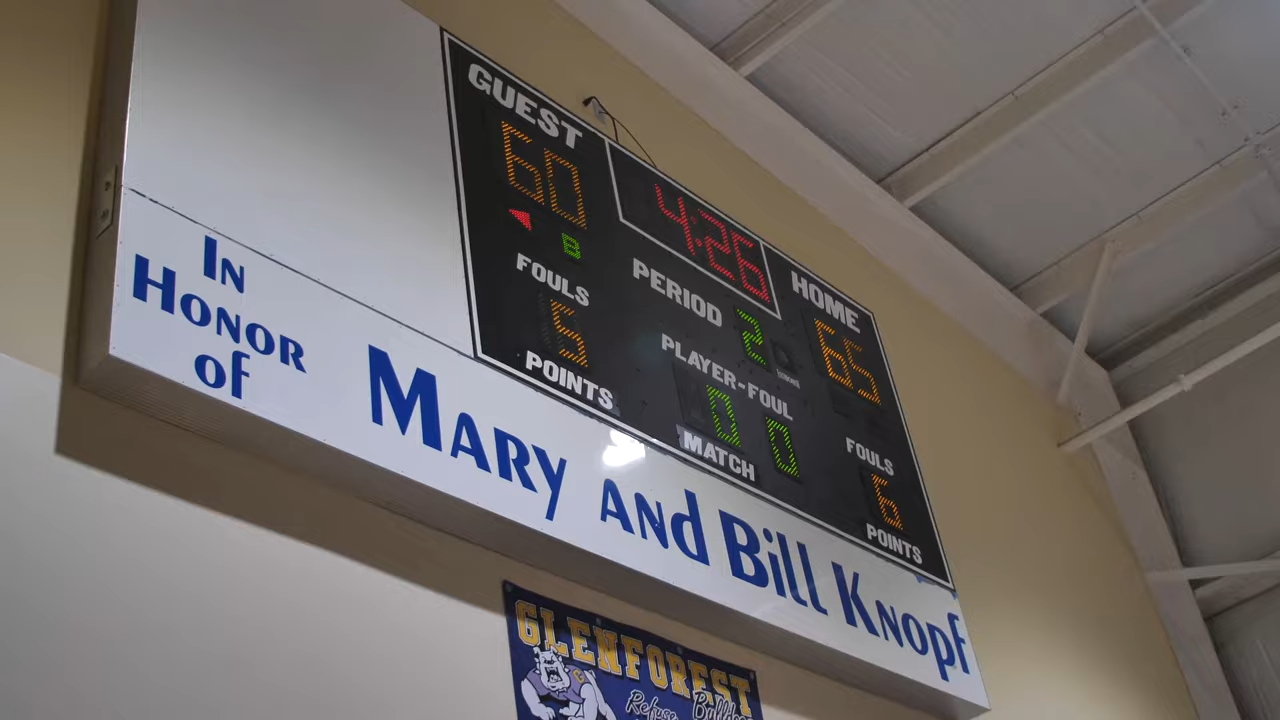 GUEST
60
4:26
HOME
65
B
PERIOD 2
FOULS
PLAYER-FOUL
POINTS
0 0
FOULS
MATCH
6
POINTS
IN
HONOR
of
MARY AND Bill KNOPF
GLENFOREST